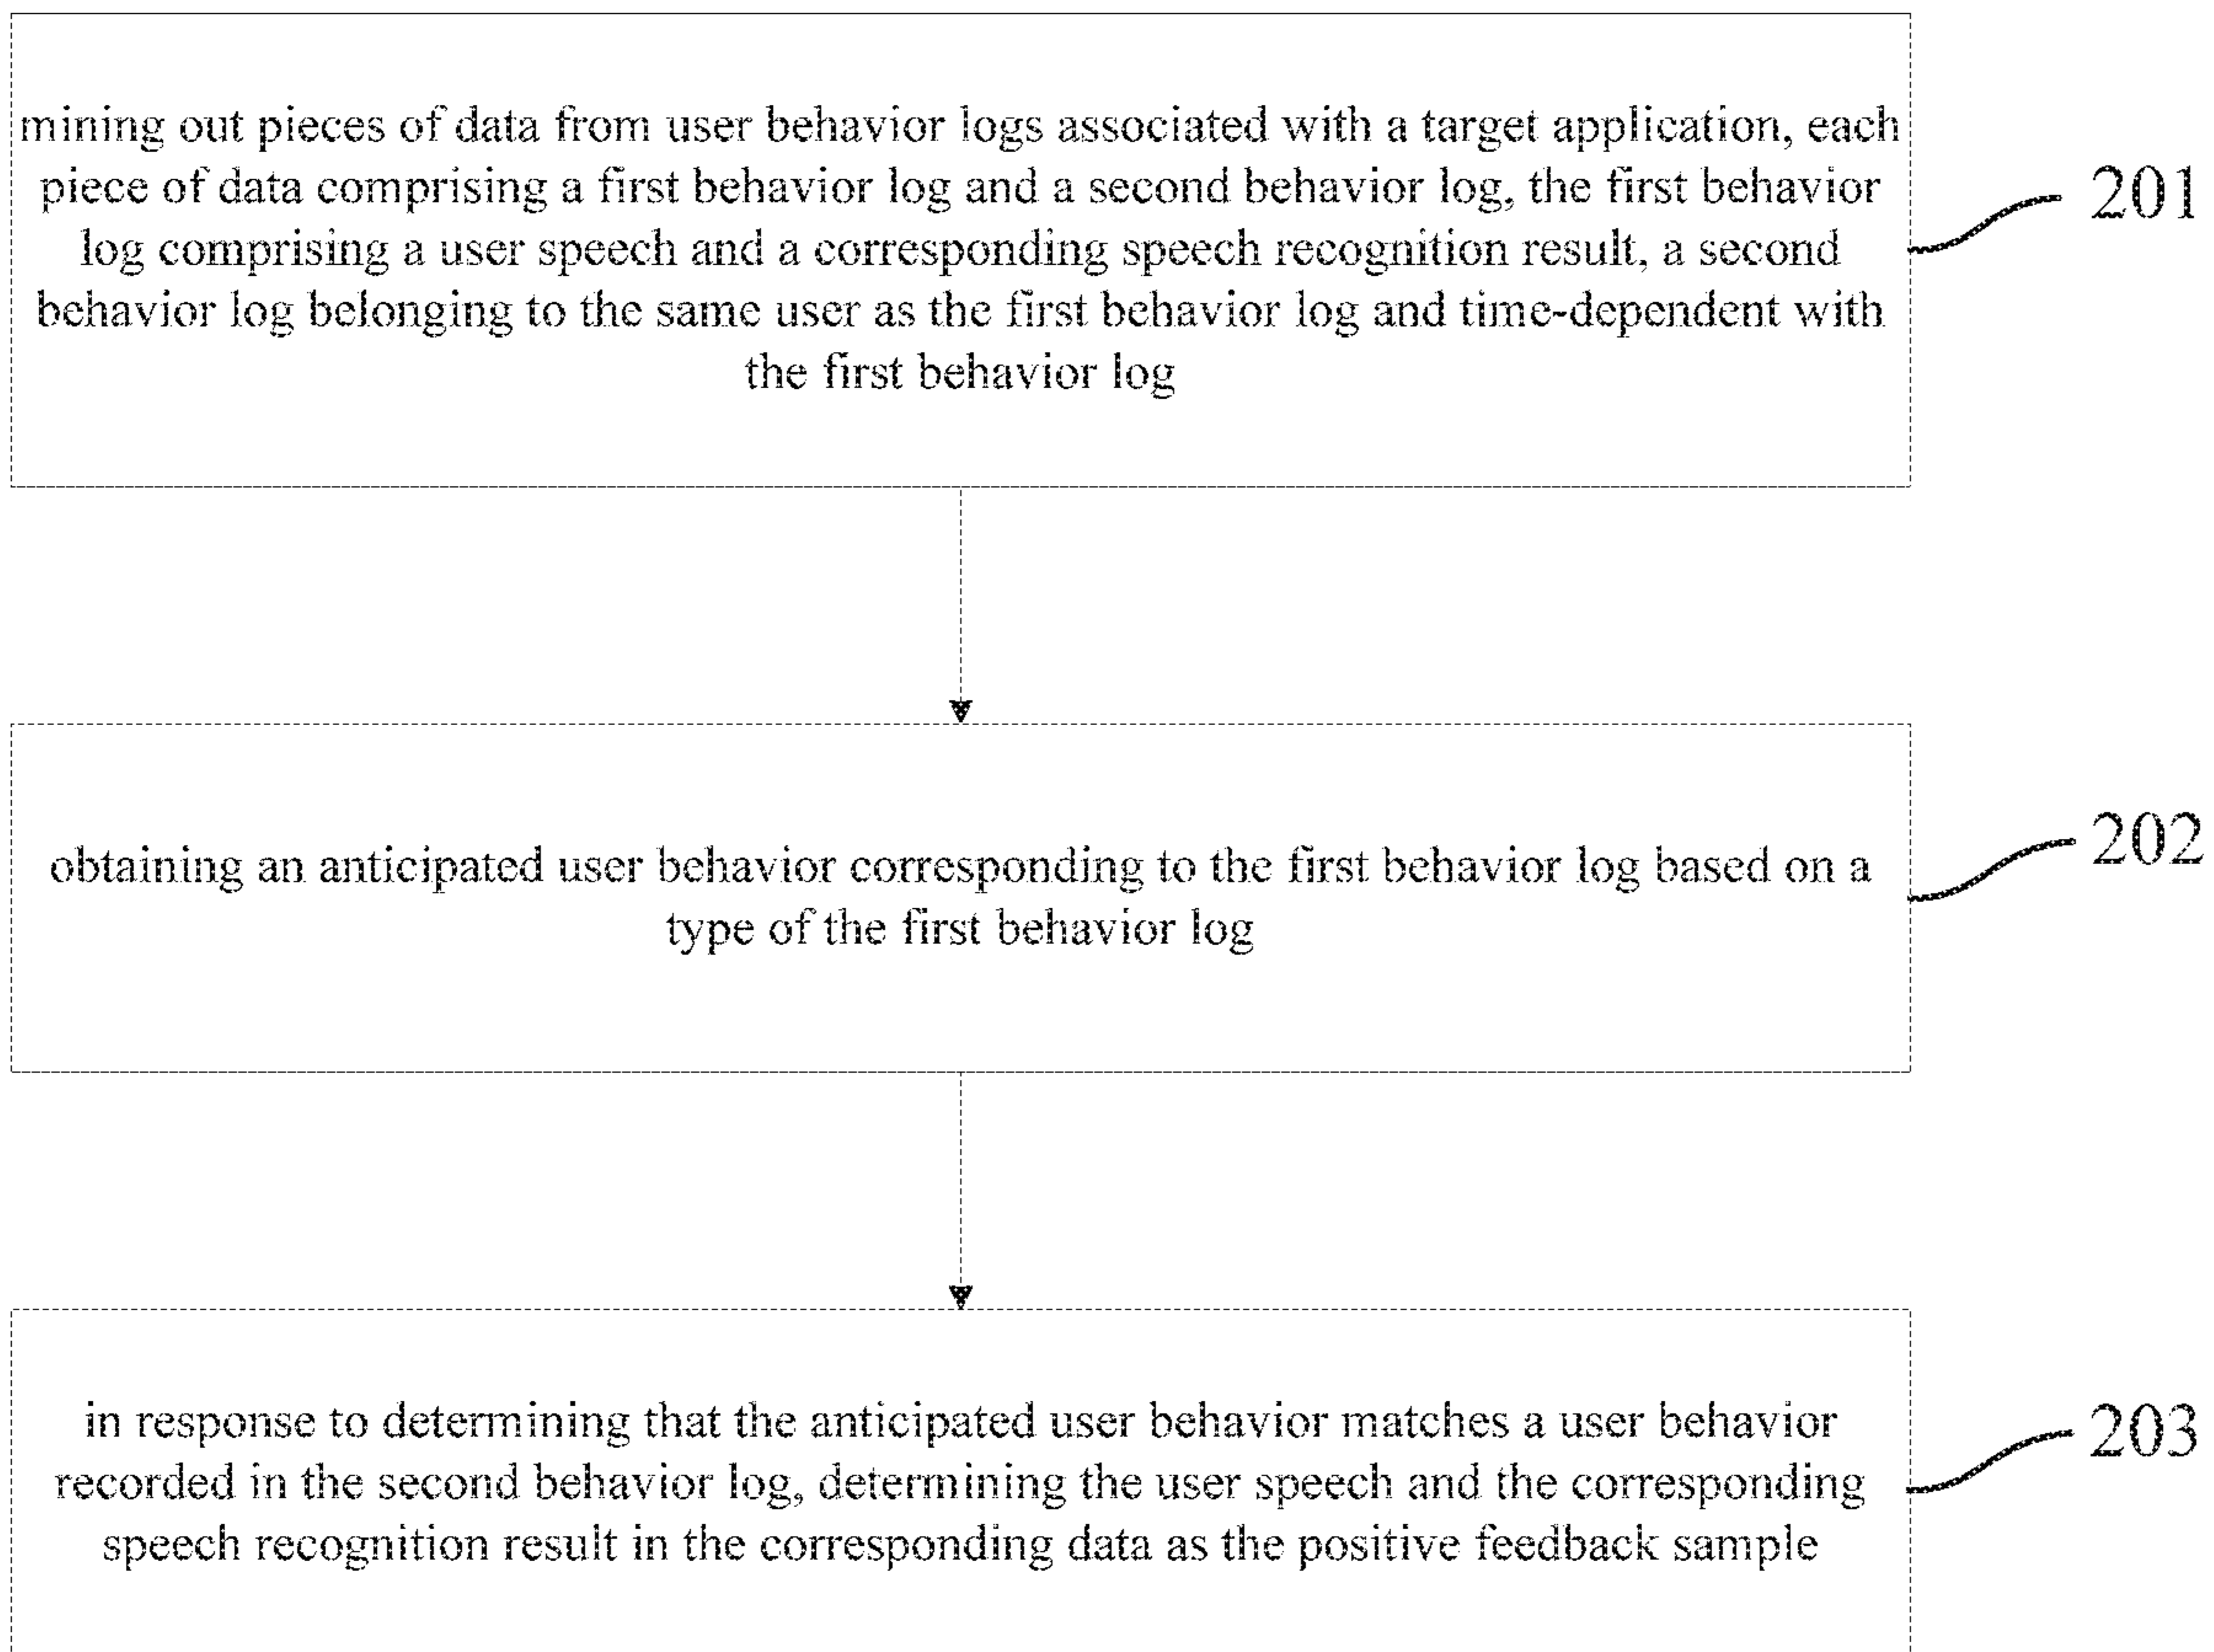 mining out pieces of data from user behavior logs associated with a target application, each
piece of data comprising a first behavior log and a second behavior log, the first behavior
log comprising a user speech and a corresponding speech recognition result, a second
behavior log belonging to the same user as the first behavior log and time-dependent with
the first behavior log
201
obtaining an anticipated user behavior corresponding to the first behavior log based on a
type of the first behavior log
202
in response to determining that the anticipated user behavior matches a user behavior
recorded in the second behavior log, determining the user speech and the corresponding
speech recognition result in the corresponding data as the positive feedback sample
203